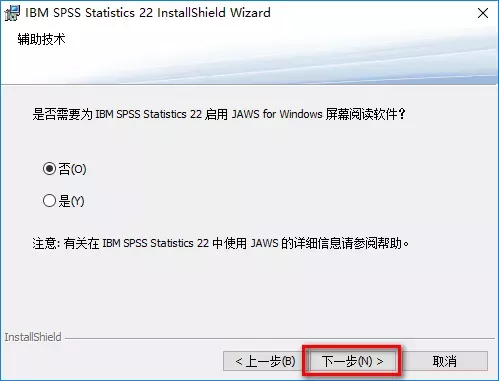 IBM SPSS Statistics 22 InstallShield Wizard
辅助技术
是否需要为 IBM SPSS Statistics 22 启用 JAWS for Windows 屏幕阅读软件?
否(O)
是(Y)
注意: 有关在 IBM SPSS Statistics 22 中使用 JAWS 的详细信息请参阅帮助。
InstallShield
< 上一步(B) 下一步(N) > 取消